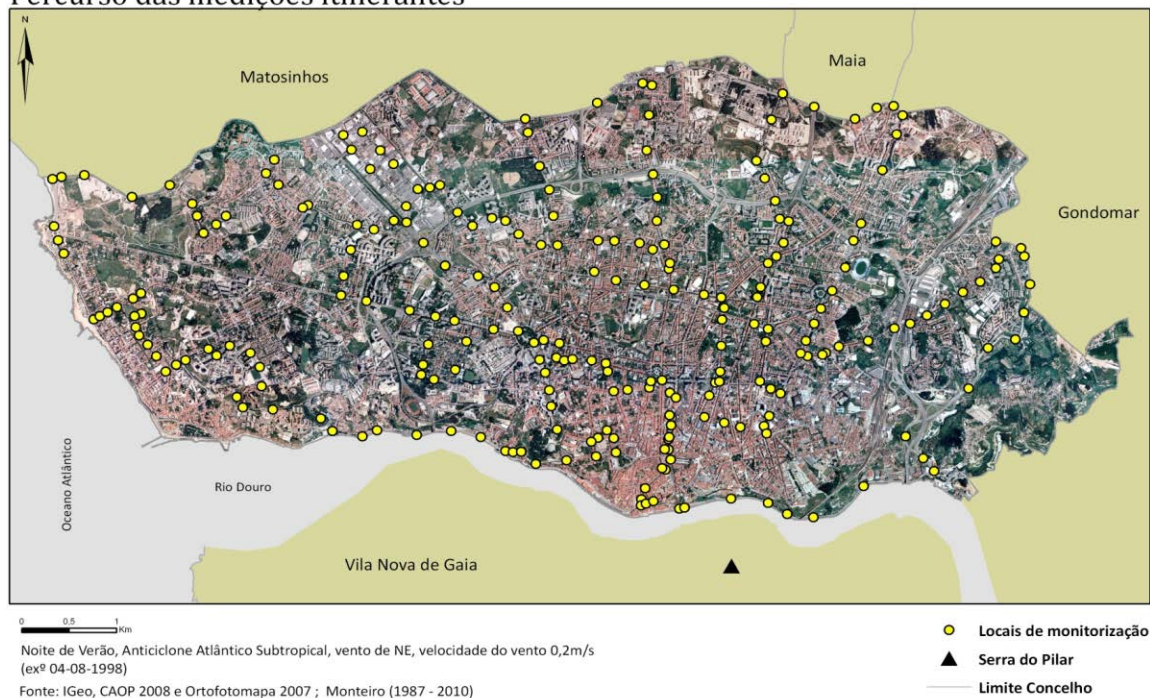 Percurso das medições itinerantes
N
Matosinhos
Maia
Gondomar
Oceano Atlântico
Rio Douro
Vila Nova de Gaia
0 0,5 1
Km
Noite de Verão, Anticiclone Atlântico Subtropical, vento de NE, velocidade do vento 0,2m/s
(exº 04-08-1998)
Fonte: IGeo, CAOP 2008 e Ortofotomapa 2007 ; Monteiro (1987 - 2010)
Locais de monitorização
Serra do Pilar
Limite Concelho